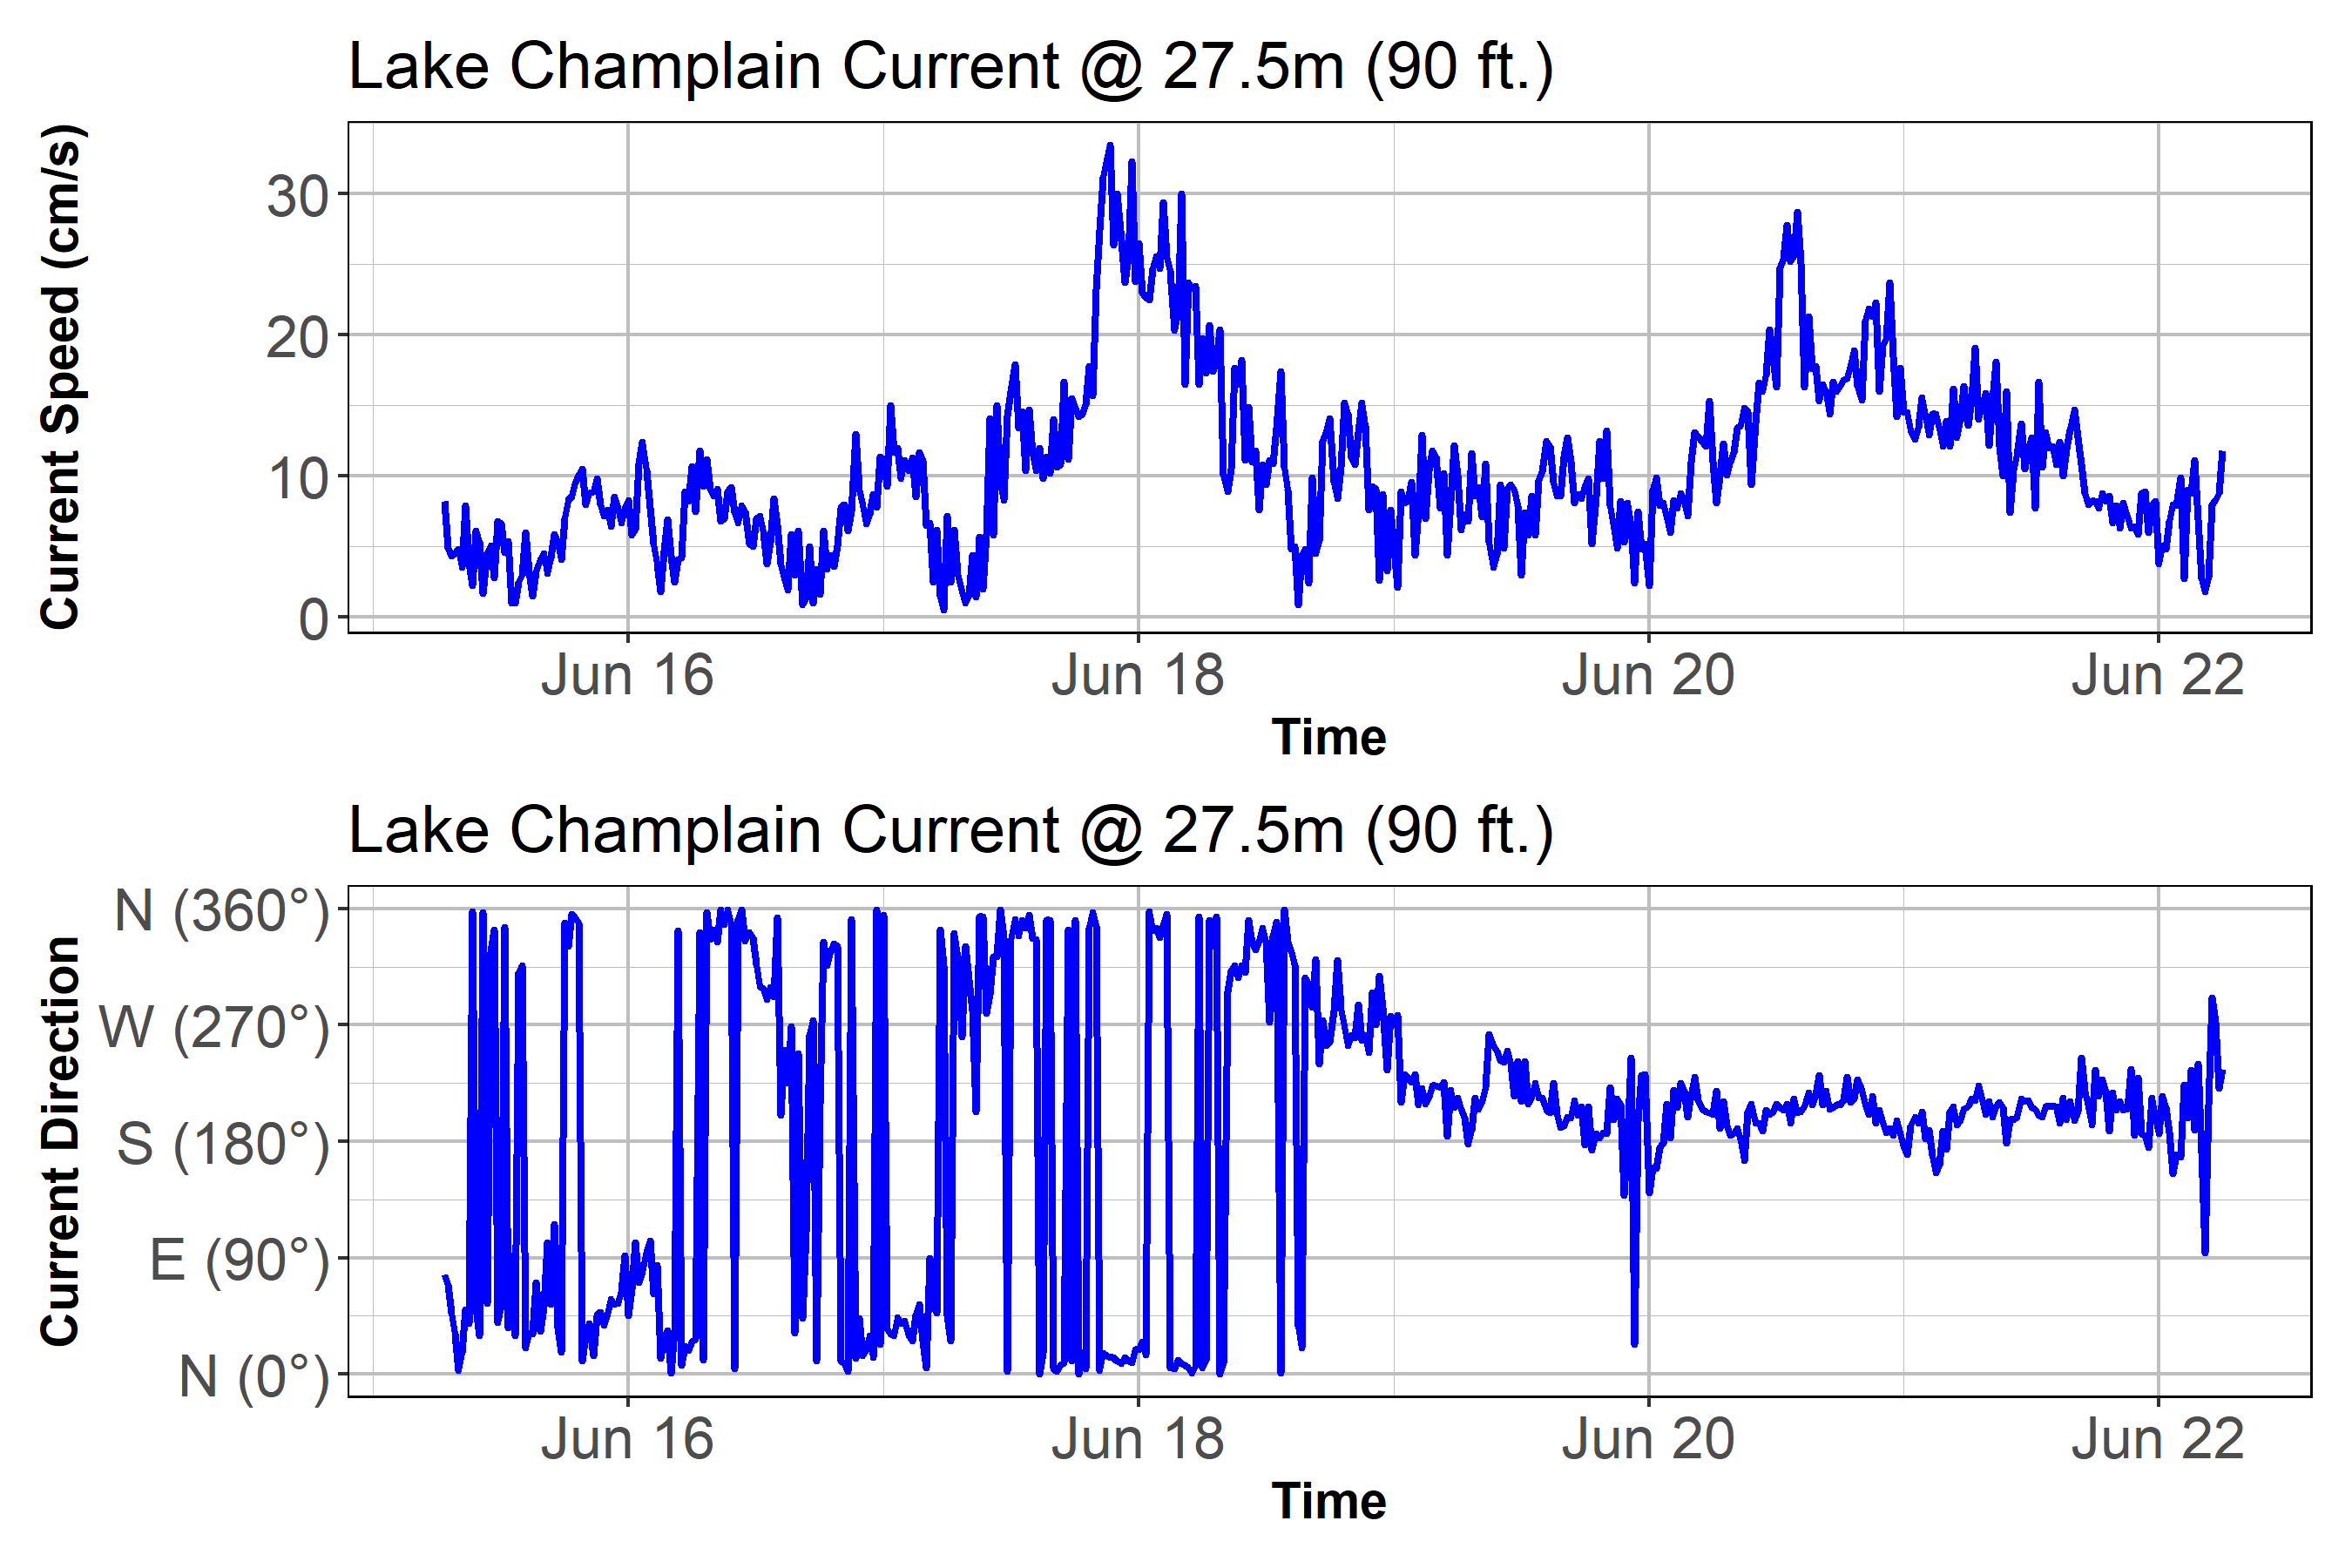 Lake Champlain Current @ 27.5m (90 ft.)
Current Speed (cm/s)
30
20
10
0
Jun 16 Jun 18 Jun 20 Jun 22
Time
Lake Champlain Current @ 27.5m (90 ft.)
Current Direction
N (360°)
W (270°)
S (180°)
E (90°)
N (0°)
Jun 16 Jun 18 Jun 20 Jun 22
Time